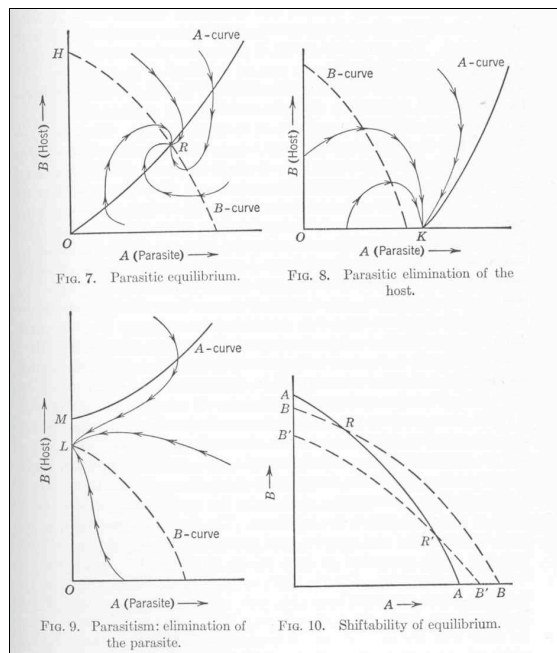 A-curve
H
B (Host) →
R
B-curve
O
A (Parasite) →
FIG. 7. Parasitic equilibrium.
A-curve
B-curve
B (Host) →
O
K
A (Parasite) →
FIG. 8. Parasitic elimination of the
host.
A-curve
M
B (Host) →
L
B-curve
O
A (Parasite) →
FIG. 9. Parasitism: elimination of
the parasite.
A
B
R
B'
B →
R'
A B' B
A →
FIG. 10. Shiftability of equilibrium.